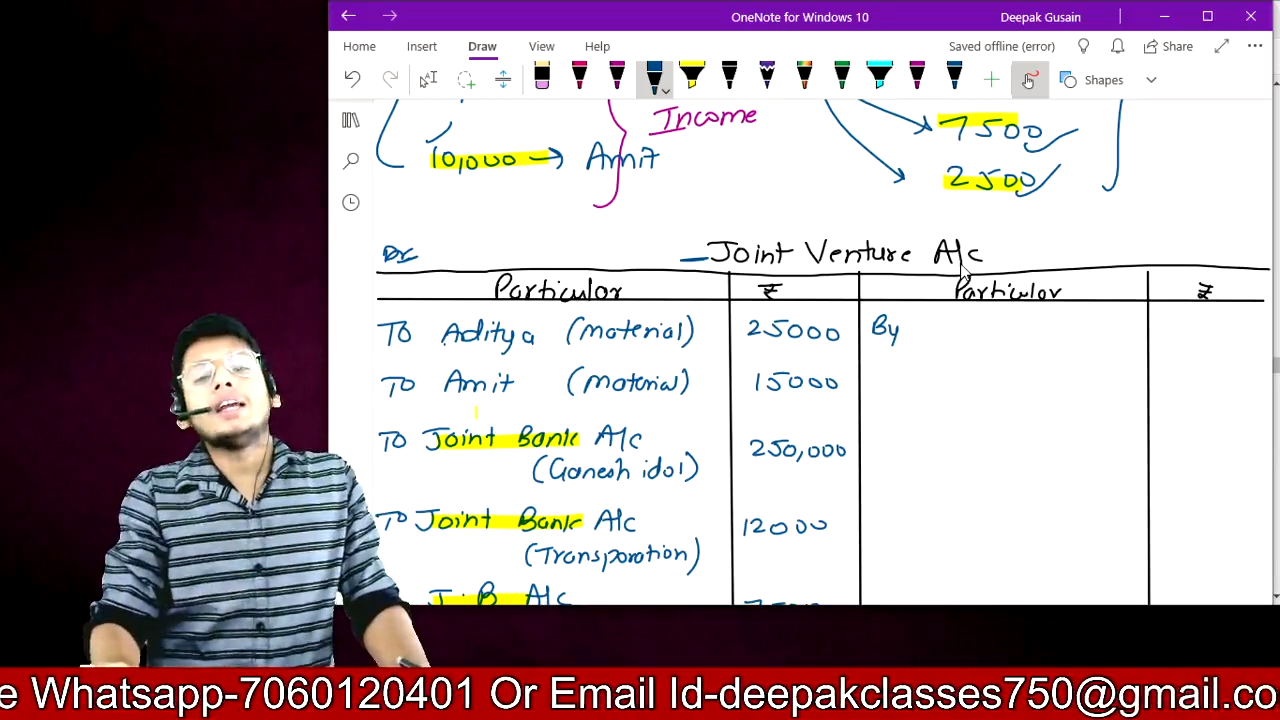 OneNote for Windows 10
Deepak Gusain
Home Insert Draw View Help
Saved offline (error)
Share
Shapes
Income
7500
10,000 → Amit
2500
Dr
Joint Venture A/c
Particular ₹ Particular ₹
To Aditya (material) 25000 By
To Amit (material) 15000
To Joint Bank A/c
(Ganesh idol) 250,000
To Joint Bank A/c
(Transporation) 12000
J. B A/c
e Whatsapp-7060120401 Or Email Id-deepakclasses750@gmail.co